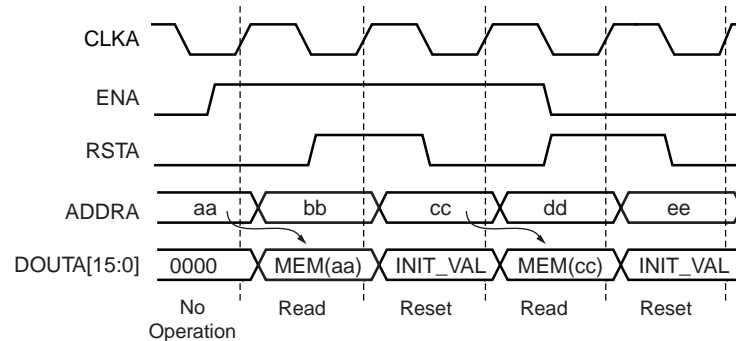 CLKA
ENA
RSTA
ADDRA aa bb cc dd ee
DOUTA[15:0] 0000 MEM(aa) INIT_VAL MEM(cc) INIT_VAL
No Operation Read Reset Read Reset